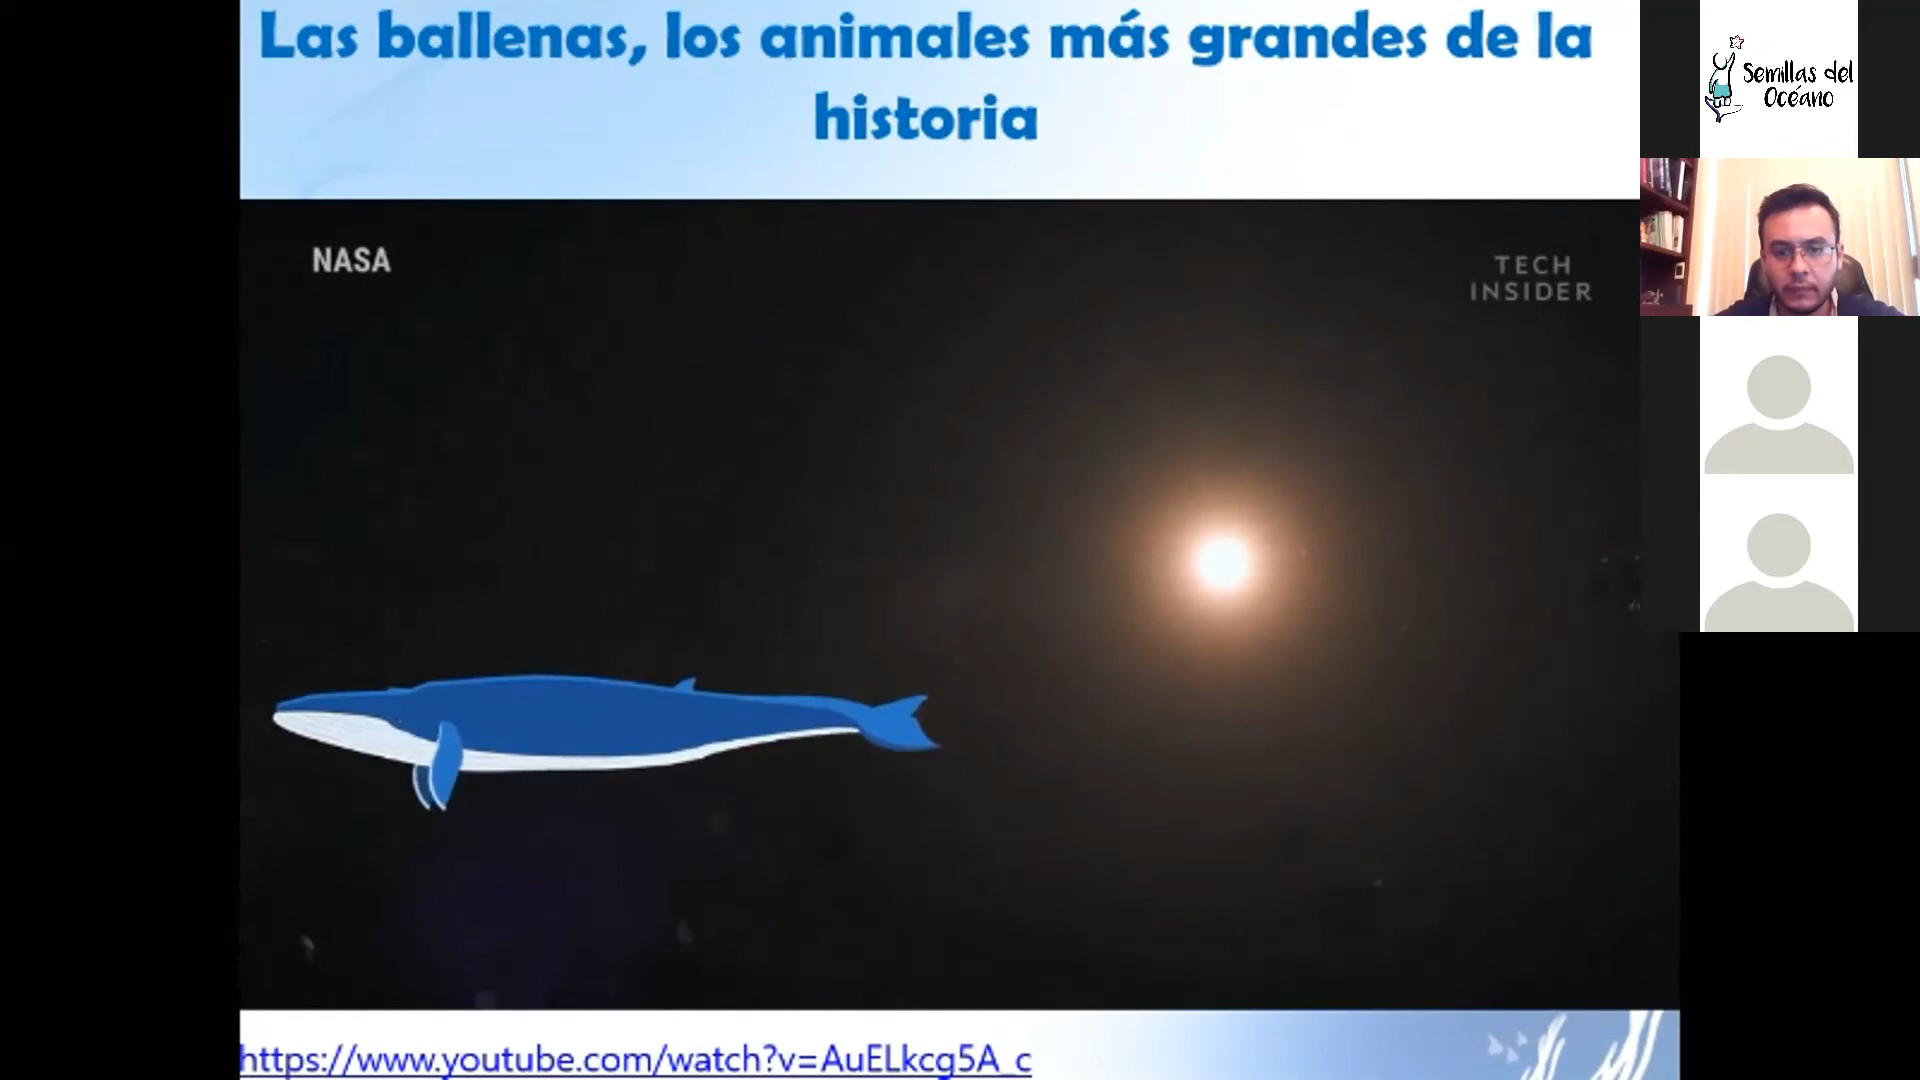 Las ballenas, los animales más grandes de la
historia
Semillas del
Océano
NASA
TECH
INSIDER
https://www.youtube.com/watch?v=AuELkcg5A_c